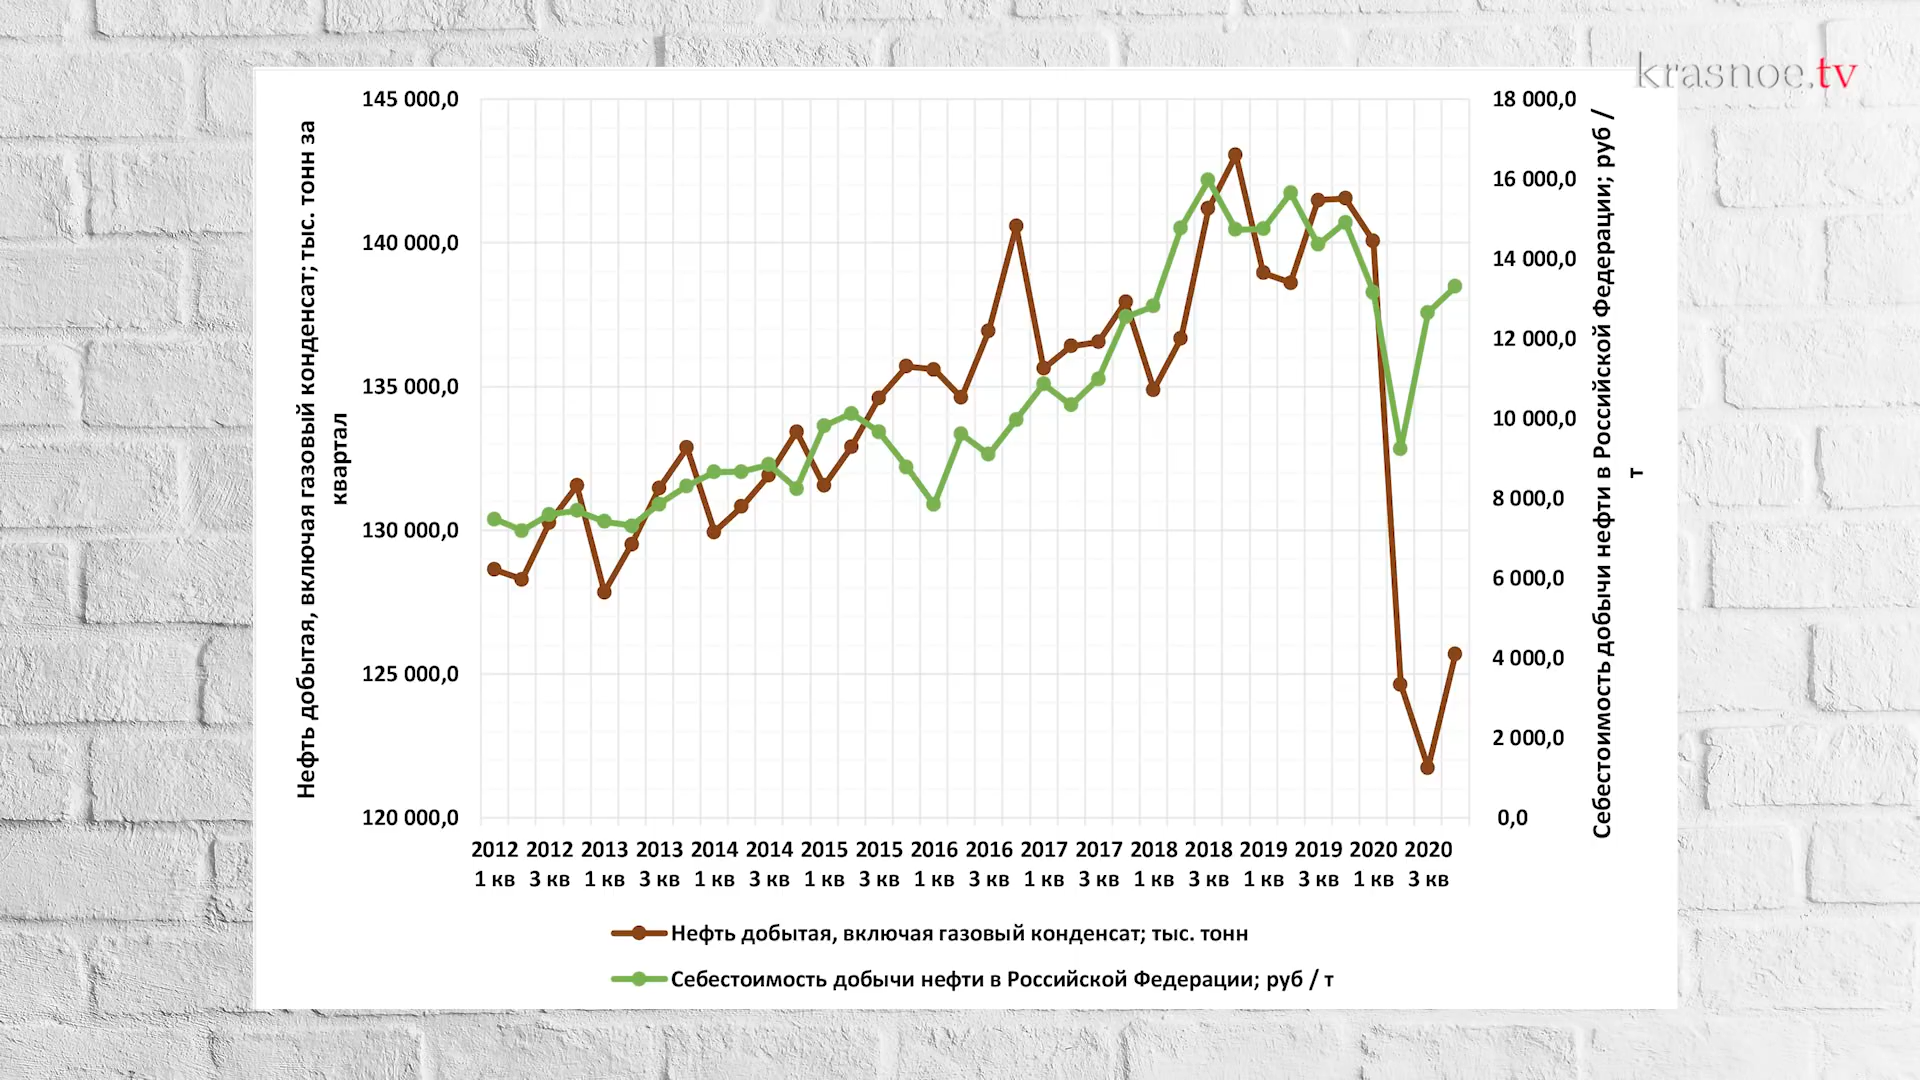 krasnoe.tv
Нефть добытая, включая газовый конденсат; тыс. тонн за
квартал
145 000,0
140 000,0
135 000,0
130 000,0
125 000,0
120 000,0
18 000,0
16 000,0
14 000,0
12 000,0
10 000,0
8 000,0
6 000,0
4 000,0
2 000,0
0,0
Себестоимость добычи нефти в Российской Федерации; руб /
т
2012 2012 2013 2013 2014 2014 2015 2015 2016 2016 2017 2017 2018 2018 2019 2019 2020 2020
1 кв 3 кв 1 кв 3 кв 1 кв 3 кв 1 кв 3 кв 1 кв 3 кв 1 кв 3 кв 1 кв 3 кв 1 кв 3 кв 1 кв 3 кв
Нефть добытая, включая газовый конденсат; тыс. тонн
Себестоимость добычи нефти в Российской Федерации; руб / т